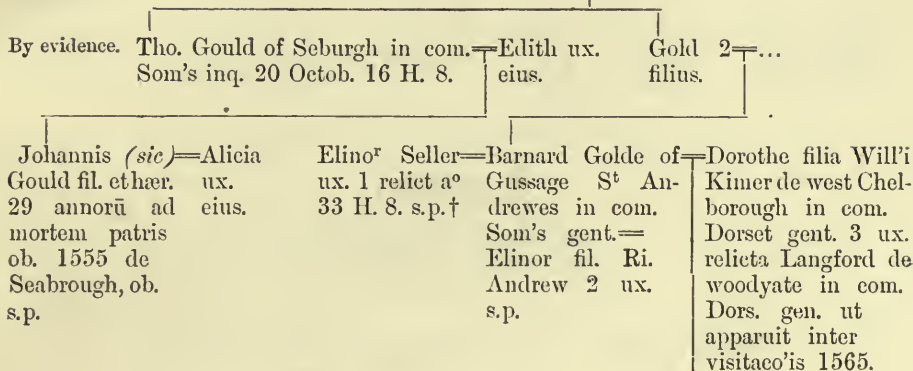 By evidence.
Tho. Gould of Seburgh in com.
Som's inq. 20 Octob. 16 H. 8.
Edith ux.
eius.
Gold 2
filius.
...
Johannis (sic)
Gould fil. et hær.
29 annorū ad
mortem patris
ob. 1555 de
Seabrough, ob.
s.p.
Alicia
ux.
eius.
Elinoʳ Seller
ux. 1 relict aº
33 H. 8. s.p.†
Barnard Golde of
Gussage Sᵗ An-
drewes in com.
Som's gent.=
Elinor fil. Ri.
Andrew 2 ux.
s.p.
Dorothe filia Will'i
Kimer de west Chel-
borough in com.
Dorset gent. 3 ux.
relicta Langford de
woodyate in com.
Dors. gen. ut
apparuit inter
visitaco'is 1565.